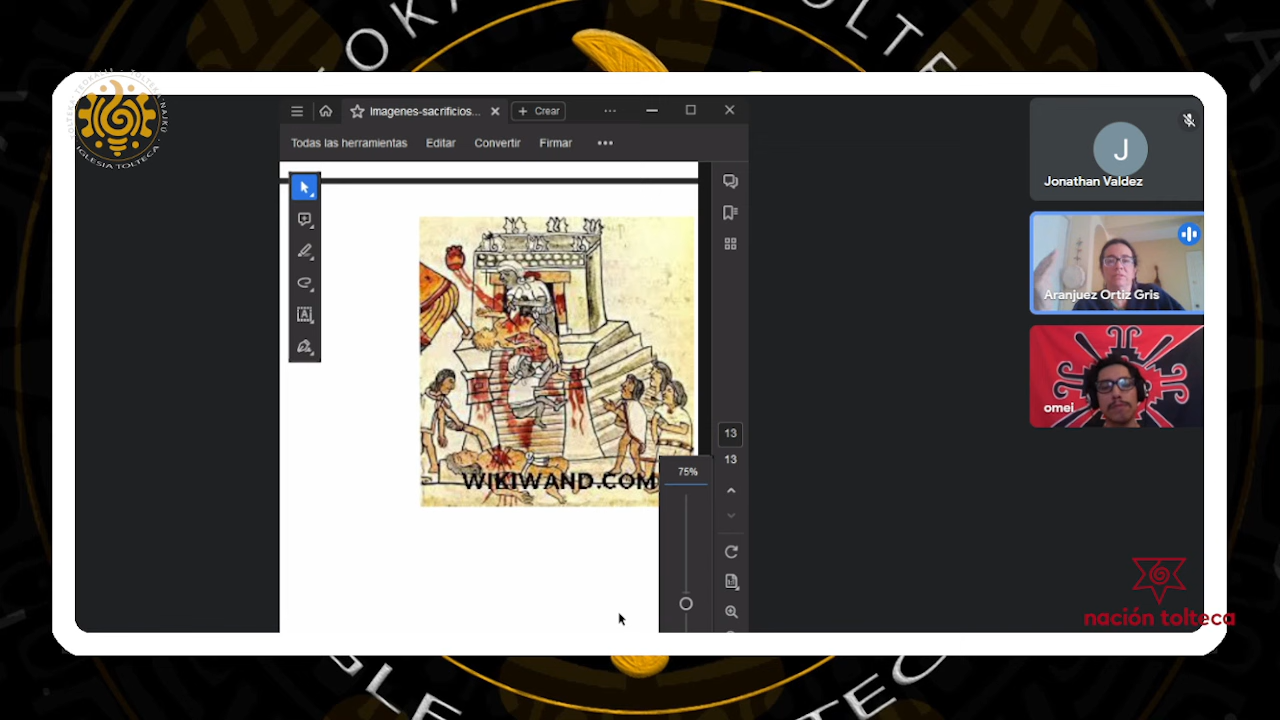 IGLESIA TOLTECA
Imagenes-sacrificios...
Crear
Todas las herramientas
Editar
Convertir
Firmar
A
WIKIWAND.COM
13
13
75%
J
Jonathan Valdez
Aranjuez Ortiz Gris
omei
nación tolteca